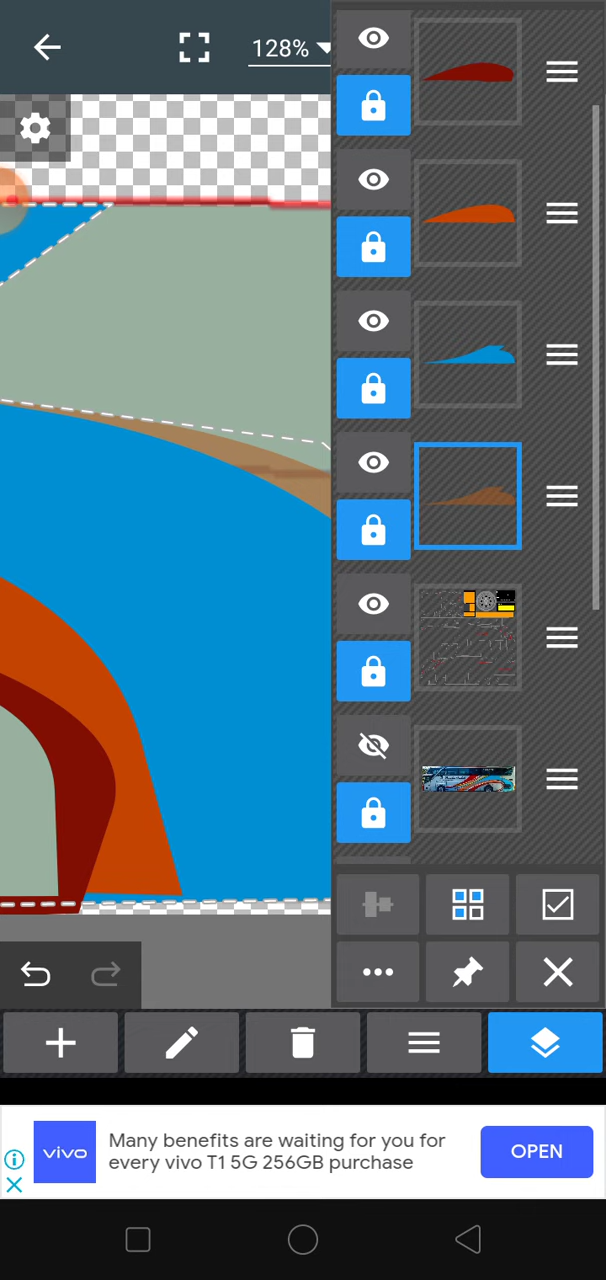 128%
vivo
Many benefits are waiting for you for
every vivo T1 5G 256GB purchase
OPEN